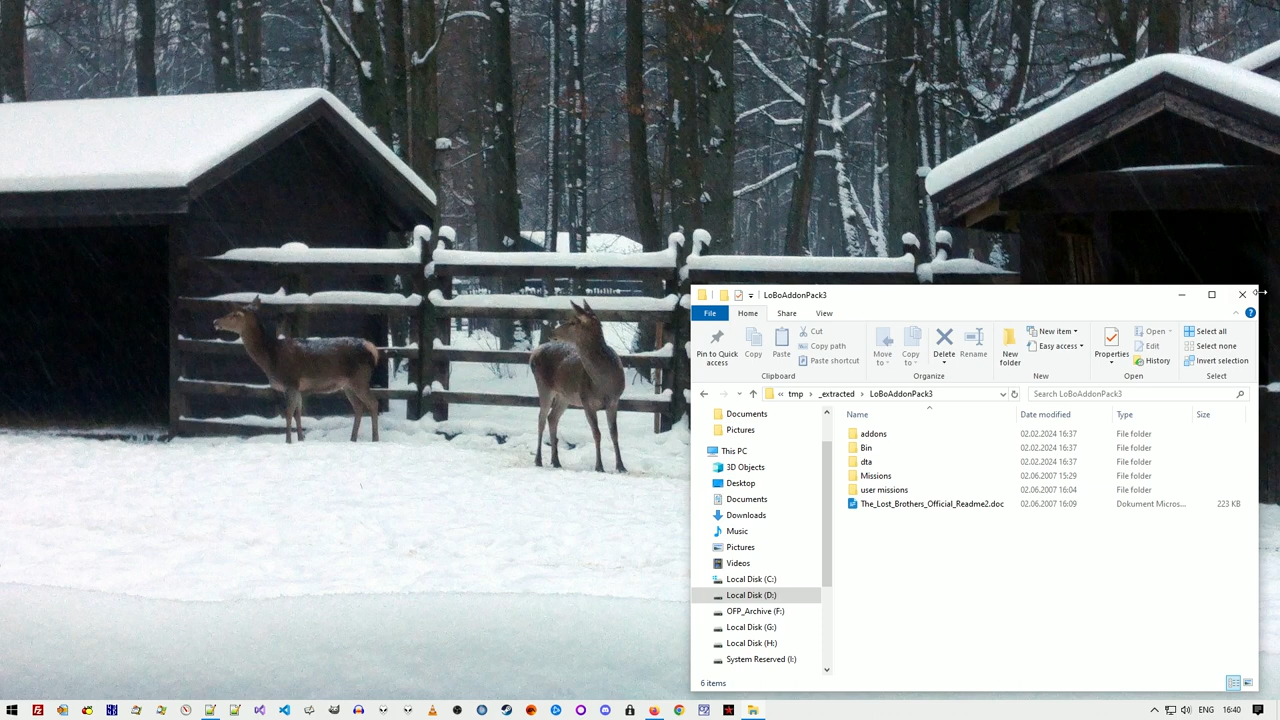 LoBoAddonPack3
File Home Share View
Pin to Quick access
Copy
Paste
Cut
Copy path
Paste shortcut
Clipboard
Move to
Copy to
Delete
Rename
Organize
New folder
New item
Easy access
New
Properties
Open
Edit
History
Open
Select all
Select none
Invert selection
Select
« tmp › _extracted › LoBoAddonPack3
Search LoBoAddonPack3
Documents
Pictures
This PC
3D Objects
Desktop
Documents
Downloads
Music
Pictures
Videos
Local Disk (C:)
Local Disk (D:)
OFP_Archive (F:)
Local Disk (G:)
Local Disk (H:)
System Reserved (I:)
Name Date modified Type Size
addons 02.02.2024 16:37 File folder
Bin 02.02.2024 16:37 File folder
dta 02.02.2024 16:37 File folder
Missions 02.06.2007 15:29 File folder
user missions 02.06.2007 16:04 File folder
The_Lost_Brothers_Official_Readme2.doc 02.06.2007 16:09 Dokument Micros... 223 KB
6 items
ENG 16:40